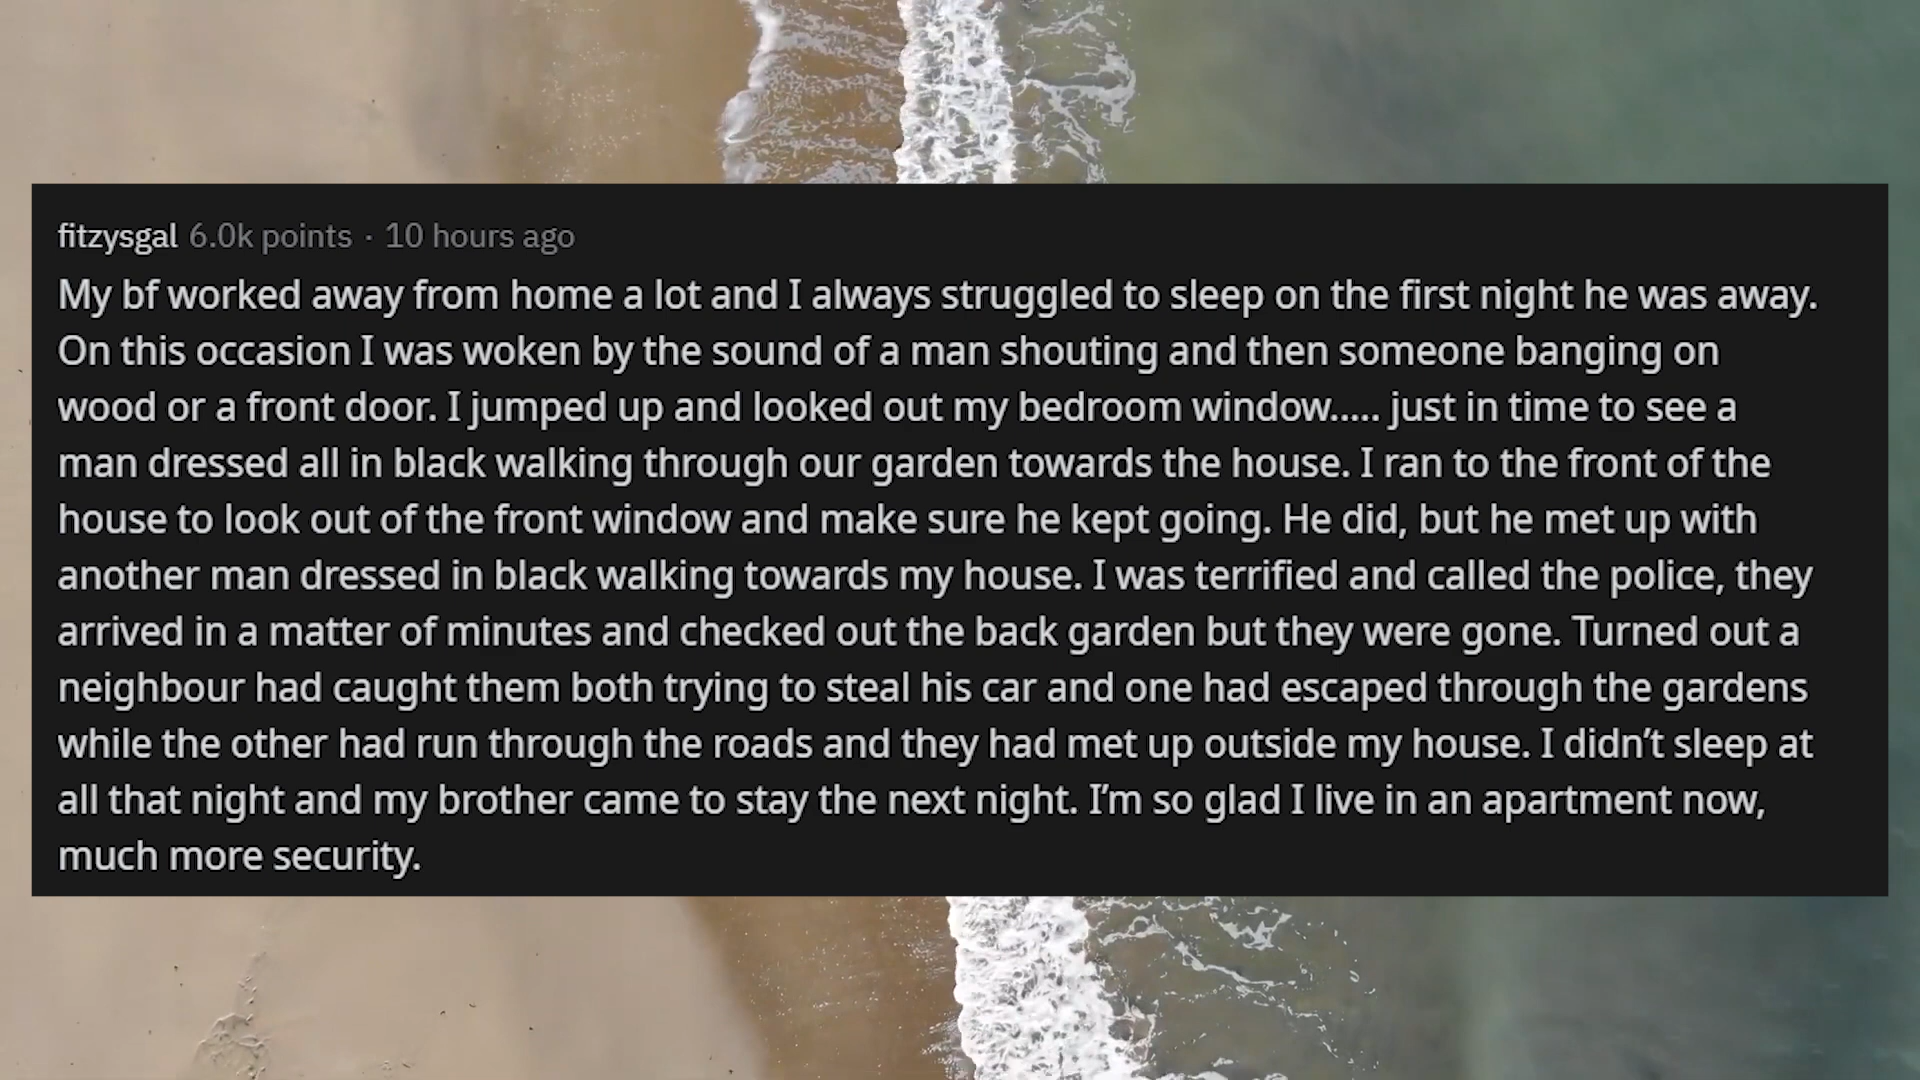 fitzysgal 6.0k points · 10 hours ago
My bf worked away from home a lot and I always struggled to sleep on the first night he was away.
On this occasion I was woken by the sound of a man shouting and then someone banging on
wood or a front door. I jumped up and looked out my bedroom window..... just in time to see a
man dressed all in black walking through our garden towards the house. I ran to the front of the
house to look out of the front window and make sure he kept going. He did, but he met up with
another man dressed in black walking towards my house. I was terrified and called the police, they
arrived in a matter of minutes and checked out the back garden but they were gone. Turned out a
neighbour had caught them both trying to steal his car and one had escaped through the gardens
while the other had run through the roads and they had met up outside my house. I didn’t sleep at
all that night and my brother came to stay the next night. I’m so glad I live in an apartment now,
much more security.